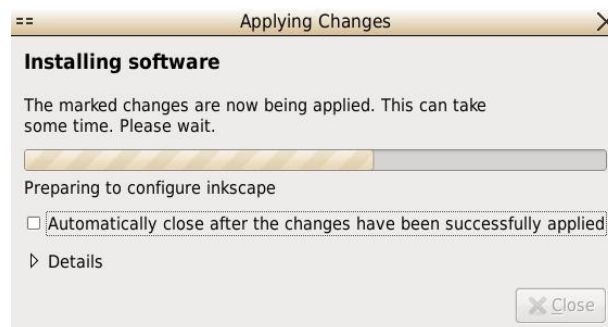 Applying Changes
Installing software
The marked changes are now being applied. This can take
some time. Please wait.
Preparing to configure inkscape
Automatically close after the changes have been successfully applied
Details
Close